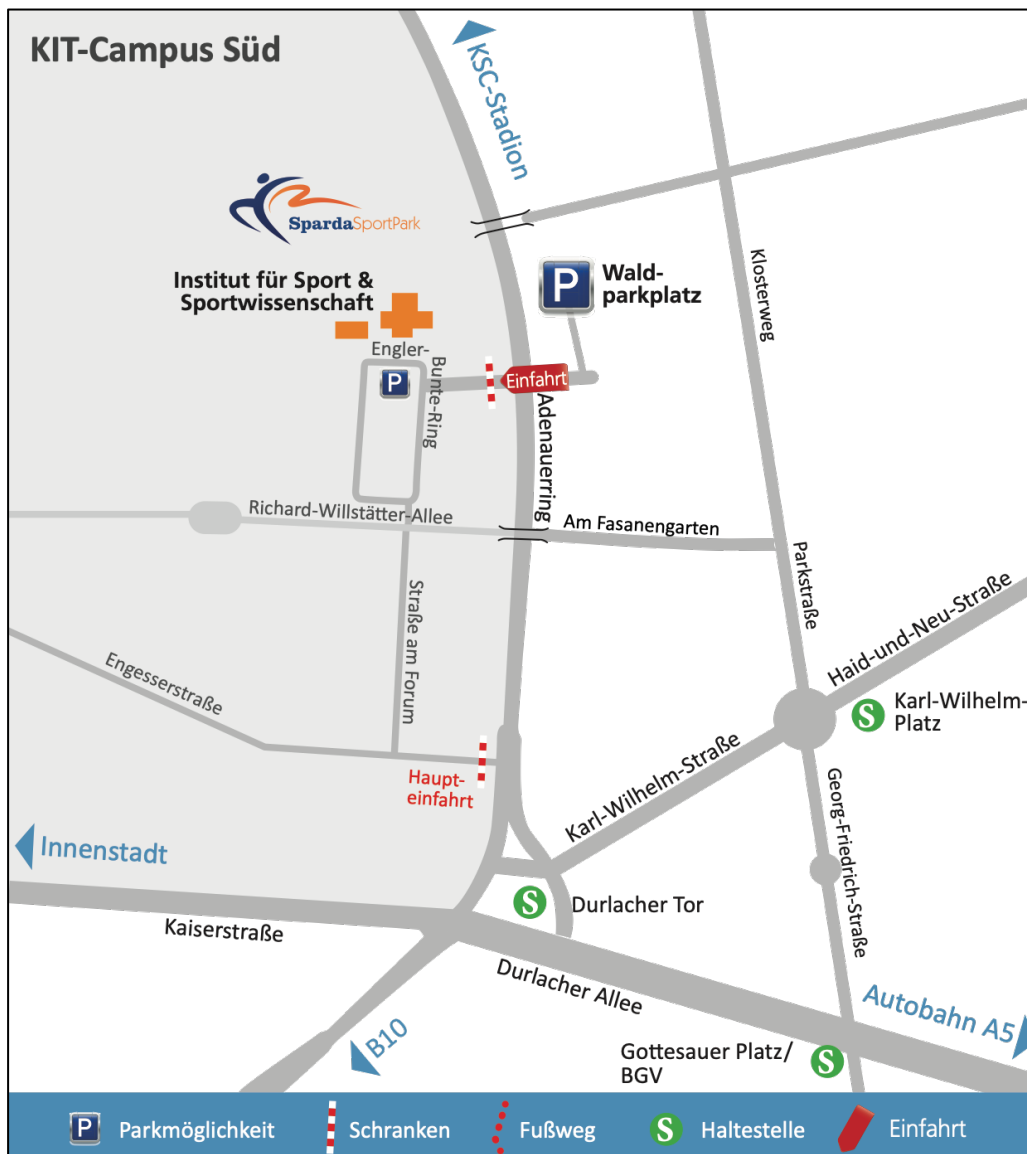 KIT-Campus Süd
KSC-Stadion
SpardaSportPark
Institut für Sport &
Sportwissenschaft
P
Wald-
parkplatz
Klosterweg
Engler-
Bunte-Ring
P
Einfahrt
Adenauerring
Richard-Willstätter-Allee
Am Fasanengarten
Parkstraße
Straße am Forum
Haid-und-Neu-Straße
Engesserstraße
S
Karl-Wilhelm-
Platz
Karl-Wilhelm-Straße
Haupt-
einfahrt
Georg-Friedrich-Straße
Innenstadt
S
Durlacher Tor
Kaiserstraße
Durlacher Allee
Autobahn A5
B10
Gottesauer Platz/
BGV
S
P
Parkmöglichkeit
Schranken
Fußweg
S
Haltestelle
Einfahrt